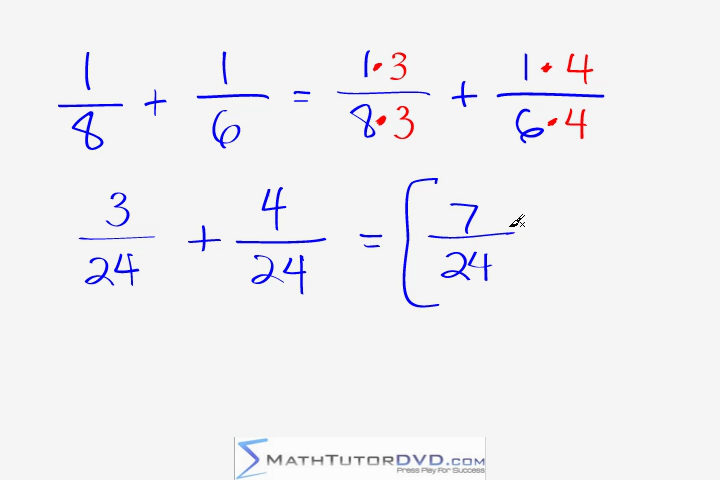 1/8 + 1/6 = 1·3/8·3 + 1·4/6·4
3/24 + 4/24 = [7/24
MATHTUTORDVD.COM
Press Play For Success